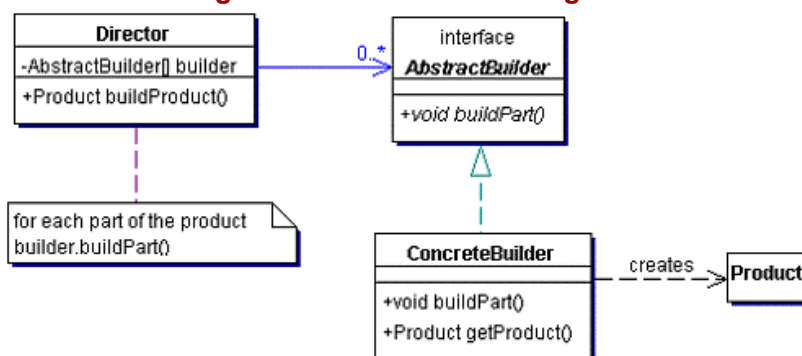 Director
-AbstractBuilder[] builder
+Product buildProduct()
0..*
interface
AbstractBuilder
+void buildPart()
for each part of the product
builder.buildPart()
ConcreteBuilder
+void buildPart()
+Product getProduct()
creates
Product